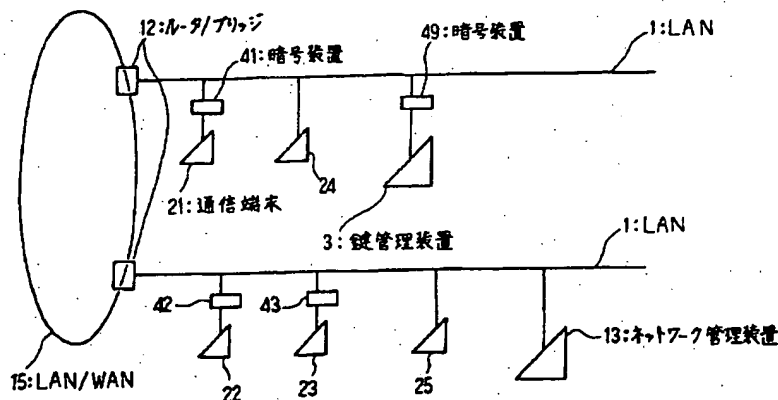 12:ルータ/ブリッジ
41:暗号装置
49:暗号装置
1:LAN
21:通信端末
24
3:鍵管理装置
1:LAN
42
43
13:ネットワーク管理装置
15:LAN/WAN
22
23
25